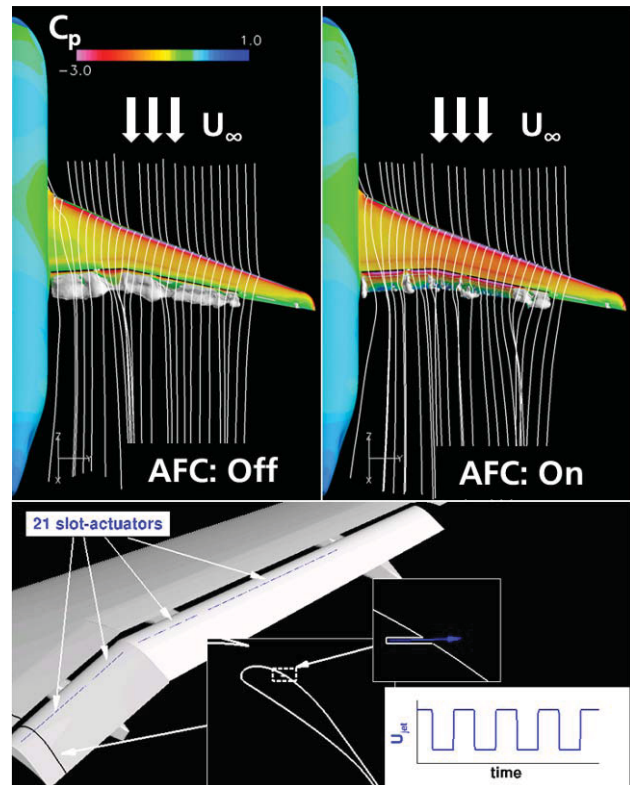 Cp
1.0
-3.0
U∞
U∞
Z
Y
X
Z
Y
X
AFC: Off
AFC: On
21 slot-actuators
Ujet
time